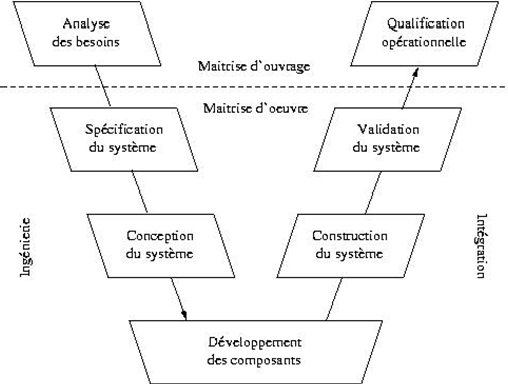 Analyse
des besoins
Qualification
opérationnelle
Maitrise d'ouvrage
Maitrise d'oeuvre
Spécification
du système
Validation
du système
Ingénierie
Conception
du système
Construction
du système
Intégration
Développement
des composants